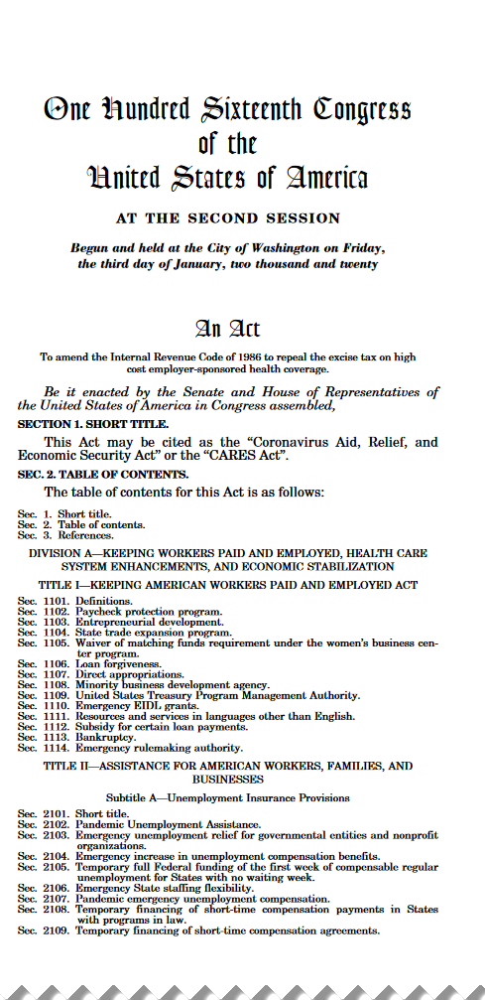 One Hundred Sixteenth Congress
of the
United States of America
AT THE SECOND SESSION
Begun and held at the City of Washington on Friday,
the third day of January, two thousand and twenty
An Act
To amend the Internal Revenue Code of 1986 to repeal the excise tax on high
cost employer-sponsored health coverage.
Be it enacted by the Senate and House of Representatives of
the United States of America in Congress assembled,
SECTION 1. SHORT TITLE.
This Act may be cited as the “Coronavirus Aid, Relief, and
Economic Security Act” or the “CARES Act”.
SEC. 2. TABLE OF CONTENTS.
The table of contents for this Act is as follows:
Sec. 1. Short title.
Sec. 2. Table of contents.
Sec. 3. References.
DIVISION A—KEEPING WORKERS PAID AND EMPLOYED, HEALTH CARE
SYSTEM ENHANCEMENTS, AND ECONOMIC STABILIZATION
TITLE I—KEEPING AMERICAN WORKERS PAID AND EMPLOYED ACT
Sec. 1101. Definitions.
Sec. 1102. Paycheck protection program.
Sec. 1103. Entrepreneurial development.
Sec. 1104. State trade expansion program.
Sec. 1105. Waiver of matching funds requirement under the women’s business cen-
ter program.
Sec. 1106. Loan forgiveness.
Sec. 1107. Direct appropriations.
Sec. 1108. Minority business development agency.
Sec. 1109. United States Treasury Program Management Authority.
Sec. 1110. Emergency EIDL grants.
Sec. 1111. Resources and services in languages other than English.
Sec. 1112. Subsidy for certain loan payments.
Sec. 1113. Bankruptcy.
Sec. 1114. Emergency rulemaking authority.
TITLE II—ASSISTANCE FOR AMERICAN WORKERS, FAMILIES, AND
BUSINESSES
Subtitle A—Unemployment Insurance Provisions
Sec. 2101. Short title.
Sec. 2102. Pandemic Unemployment Assistance.
Sec. 2103. Emergency unemployment relief for governmental entities and nonprofit
organizations.
Sec. 2104. Emergency increase in unemployment compensation benefits.
Sec. 2105. Temporary full Federal funding of the first week of compensable regular
unemployment for States with no waiting week.
Sec. 2106. Emergency State staffing flexibility.
Sec. 2107. Pandemic emergency unemployment compensation.
Sec. 2108. Temporary financing of short-time compensation payments in States
with programs in law.
Sec. 2109. Temporary financing of short-time compensation agreements.